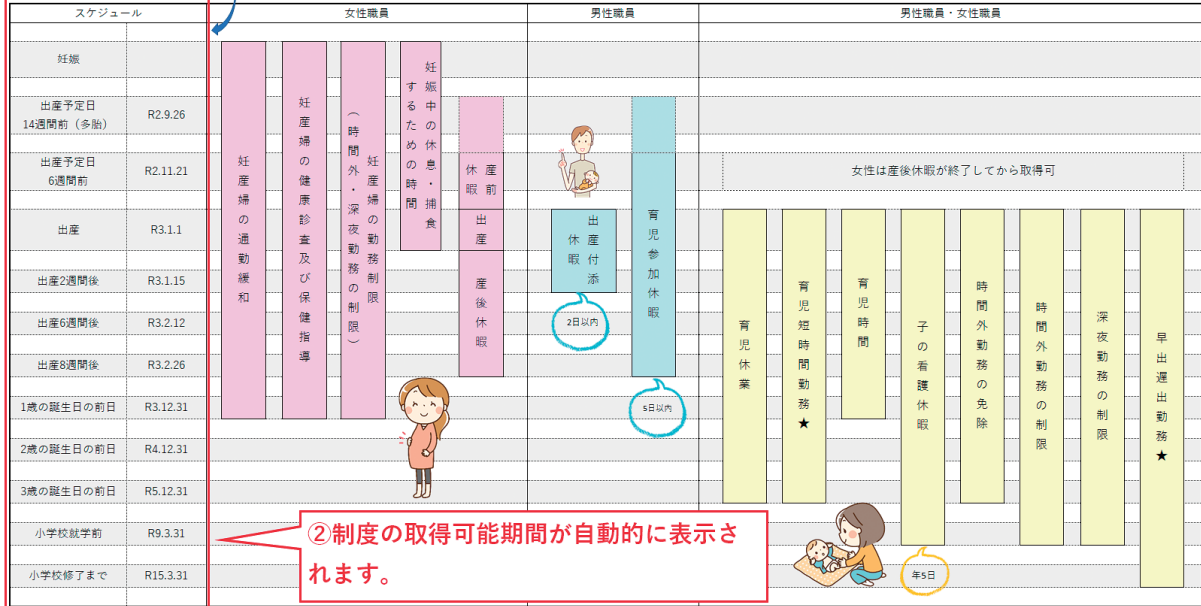 スケジュール
女性職員
男性職員
男性職員・女性職員
妊娠
出産予定日
14週間前（多胎）
R2.9.26
出産予定日
6週間前
R2.11.21
出産
R3.1.1
出産2週間後
R3.1.15
出産6週間後
R3.2.12
出産8週間後
R3.2.26
1歳の誕生日の前日
R3.12.31
2歳の誕生日の前日
R4.12.31
3歳の誕生日の前日
R5.12.31
小学校就学前
R9.3.31
小学校修了まで
R15.3.31
妊産婦の通勤緩和
妊産婦の健康診査及び保健指導
妊産婦の勤務制限
（時間外・深夜勤務の制限）
妊娠中の休息・捕食
するための時間
産前
休暇
出産
産後休暇
出産付添
休暇
2日以内
育児参加休暇
5日以内
女性は産後休暇が終了してから取得可
育児休業
育児短時間勤務★
育児時間
子の看護休暇
年5日
時間外勤務の免除
時間外勤務の制限
深夜勤務の制限
早出遅出勤務★
②制度の取得可能期間が自動的に表示さ
れます。